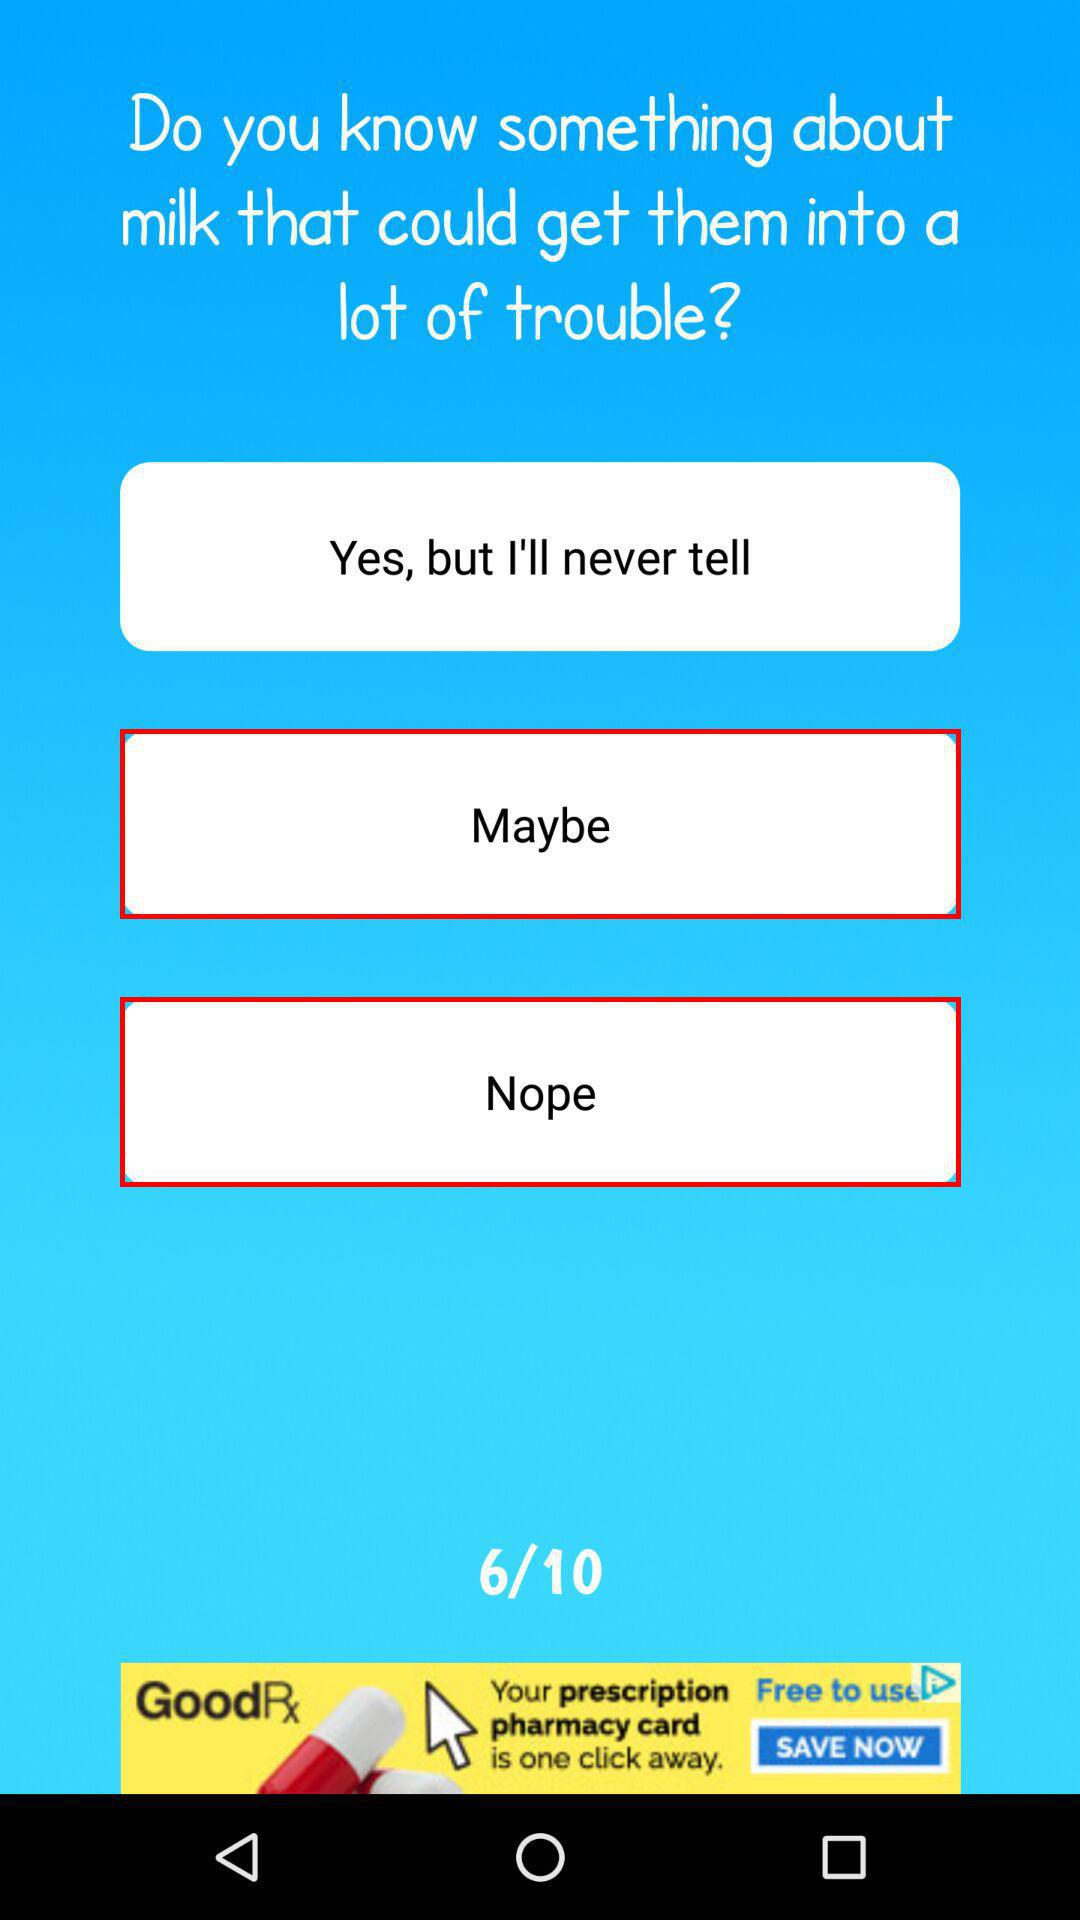 Do you know something about
milk that could get them into a
lot of trouble?
Yes, but I'll never tell
Maybe
Nope
6/10
GoodRx
Your prescription
pharmacy card
is one click away.
Free to use
SAVE NOW